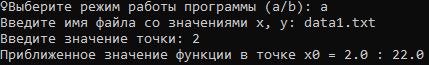 ♀Выберите режим работы программы (a/b): a
Введите имя файла со значениями x, y: data1.txt
Введите значение точки: 2
Приближенное значение функции в точке x0 = 2.0 : 22.0